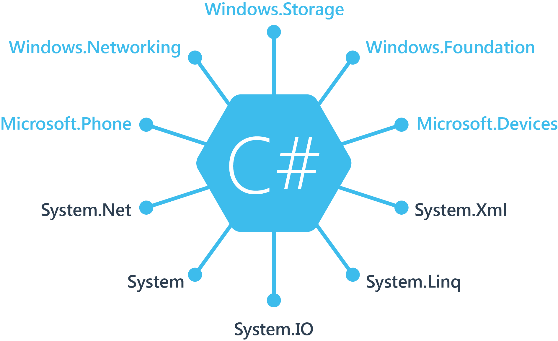 Windows.Storage
Windows.Networking
Windows.Foundation
Microsoft.Phone
Microsoft.Devices
C#
System.Net
System.Xml
System
System.Linq
System.IO